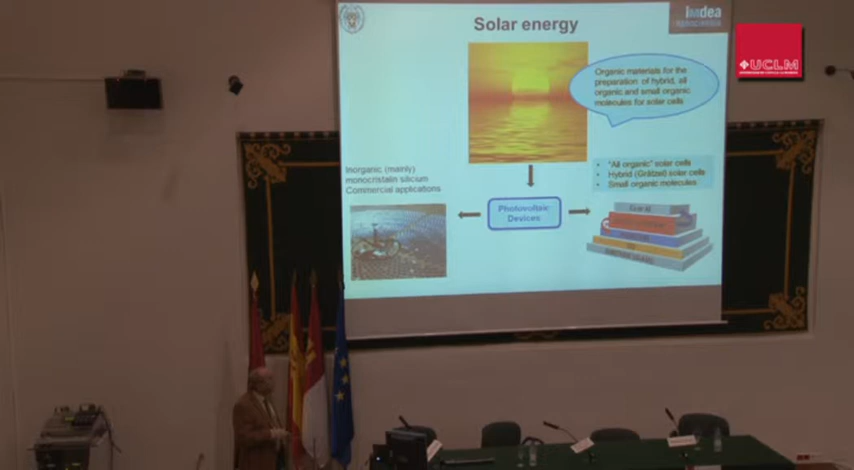 Solar energy
imdea
nanociencia
UCLM
Organic materials for the
preparation of hybrid, all
organic and small organic
molecules for solar cells
Inorganic (mainly)
monocristalin silicium
Commercial applications
• "All organic" solar cells
• Hybrid (Grätzel) solar cells
• Small organic molecules
Photovoltaic
Devices